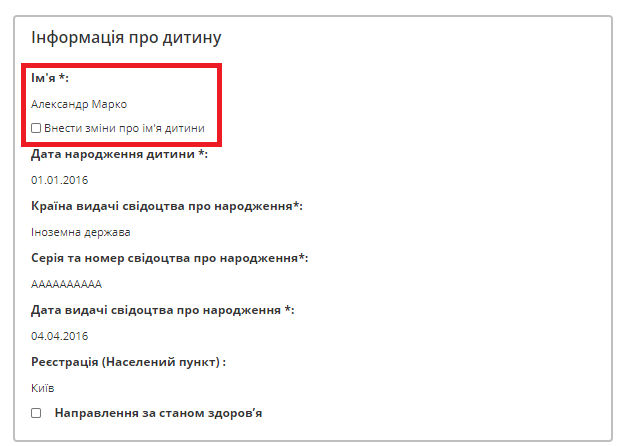 Інформація про дитину
Ім'я *:
Александр Марко
Внести зміни про ім'я дитини
Дата народження дитини *:
01.01.2016
Країна видачі свідоцтва про народження*:
Іноземна держава
Серія та номер свідоцтва про народження*:
АААААААААА
Дата видачі свідоцтва про народження *:
04.04.2016
Реєстрація (Населений пункт) :
Київ
Направлення за станом здоров’я